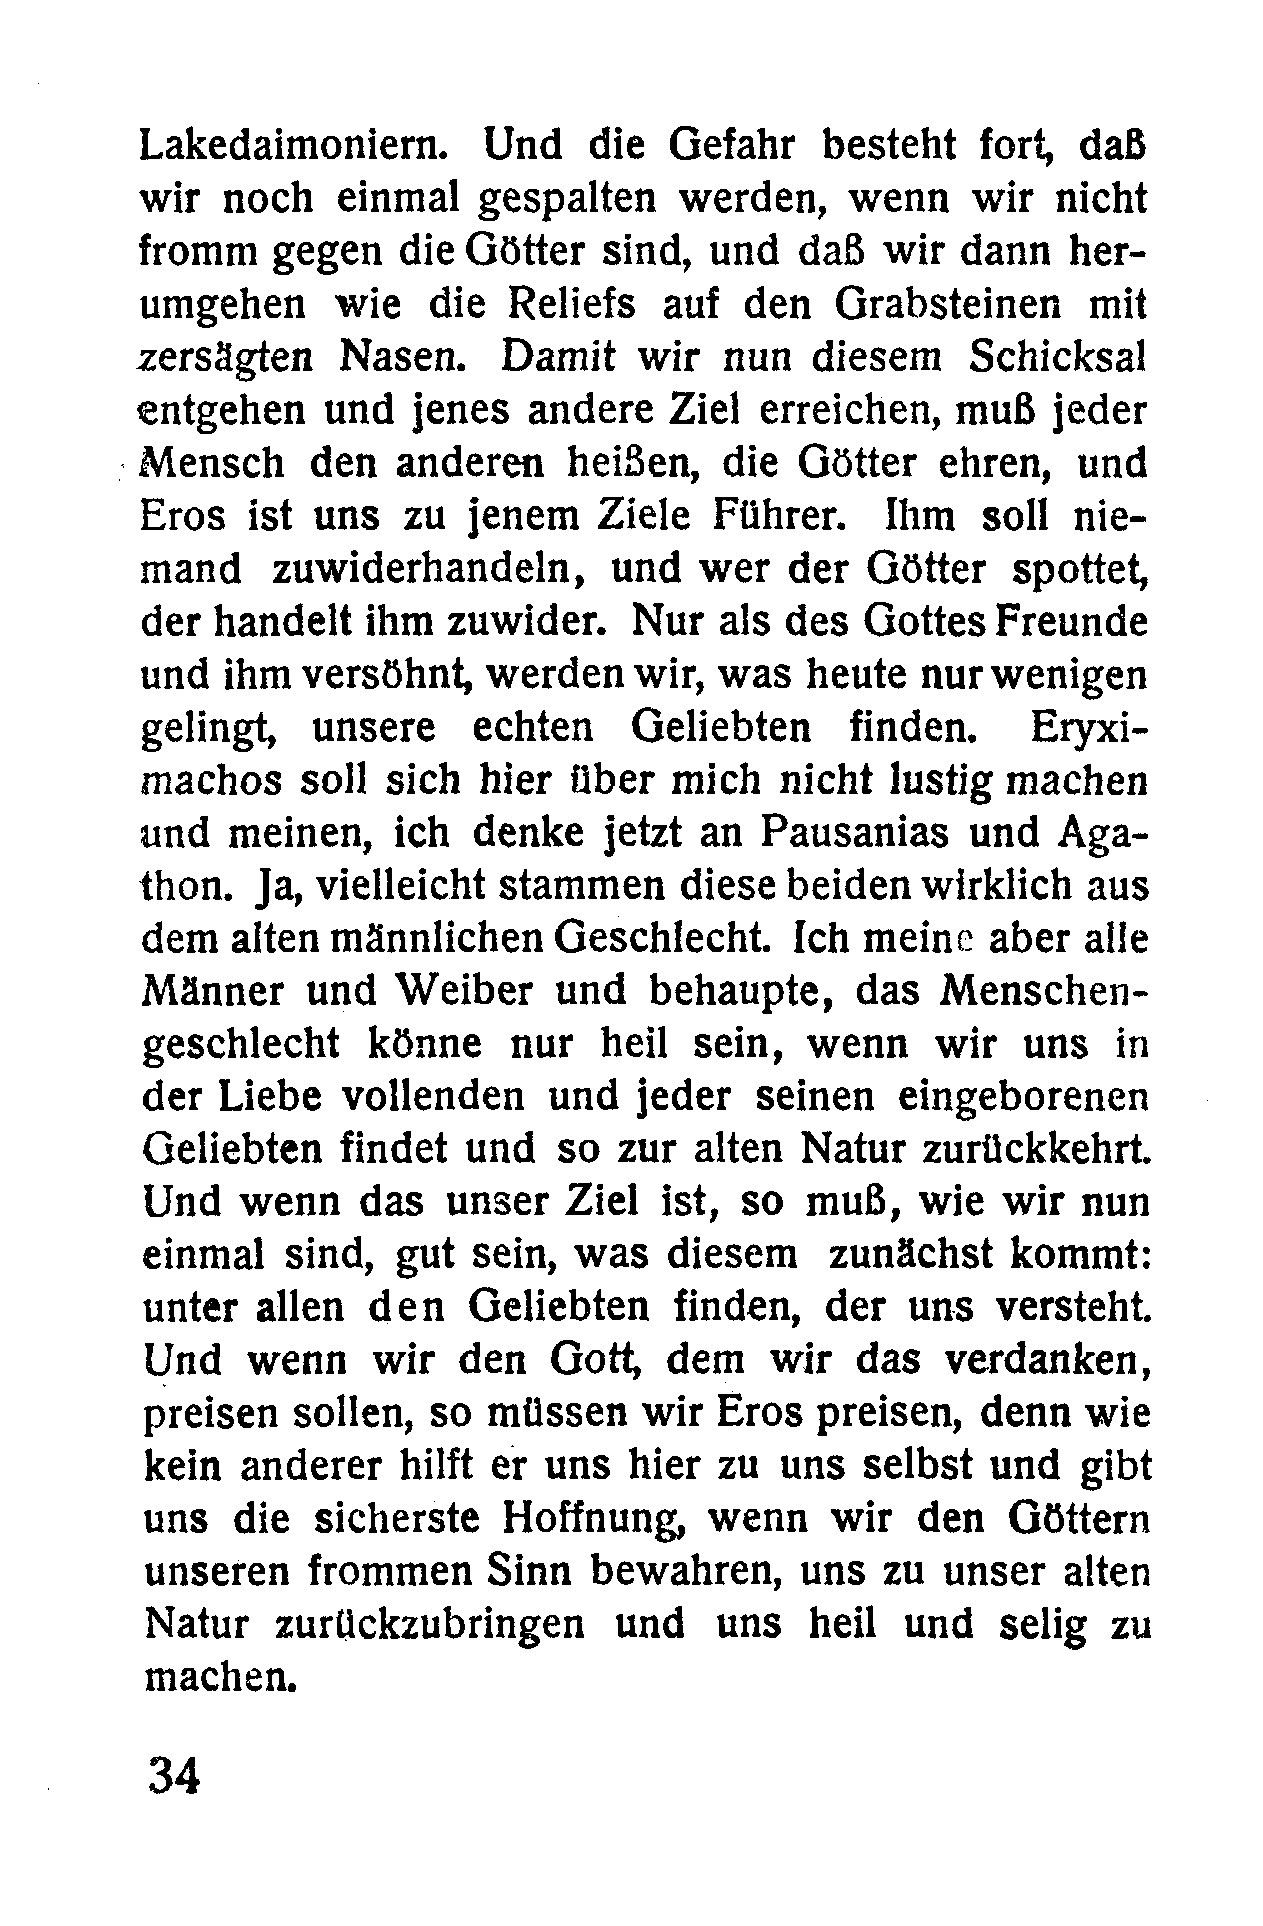 Lakedaimoniern. Und die Gefahr besteht fort, daß
wir noch einmal gespalten werden, wenn wir nicht
fromm gegen die Götter sind, und daß wir dann her-
umgehen wie die Reliefs auf den Grabsteinen mit
zersägten Nasen. Damit wir nun diesem Schicksal
entgehen und jenes andere Ziel erreichen, muß jeder
Mensch den anderen heißen, die Götter ehren, und
Eros ist uns zu jenem Ziele Führer. Ihm soll nie-
mand zuwiderhandeln, und wer der Götter spottet,
der handelt ihm zuwider. Nur als des Gottes Freunde
und ihm versöhnt, werden wir, was heute nur wenigen
gelingt, unsere echten Geliebten finden. Eryxi-
machos soll sich hier über mich nicht lustig machen
und meinen, ich denke jetzt an Pausanias und Aga-
thon. Ja, vielleicht stammen diese beiden wirklich aus
dem alten männlichen Geschlecht. Ich meine aber alle
Männer und Weiber und behaupte, das Menschen-
geschlecht könne nur heil sein, wenn wir uns in
der Liebe vollenden und jeder seinen eingeborenen
Geliebten findet und so zur alten Natur zurückkehrt.
Und wenn das unser Ziel ist, so muß, wie wir nun
einmal sind, gut sein, was diesem zunächst kommt:
unter allen den Geliebten finden, der uns versteht.
Und wenn wir den Gott, dem wir das verdanken,
preisen sollen, so müssen wir Eros preisen, denn wie
kein anderer hilft er uns hier zu uns selbst und gibt
uns die sicherste Hoffnung, wenn wir den Göttern
unseren frommen Sinn bewahren, uns zu unser alten
Natur zurückzubringen und uns heil und selig zu
machen.
34